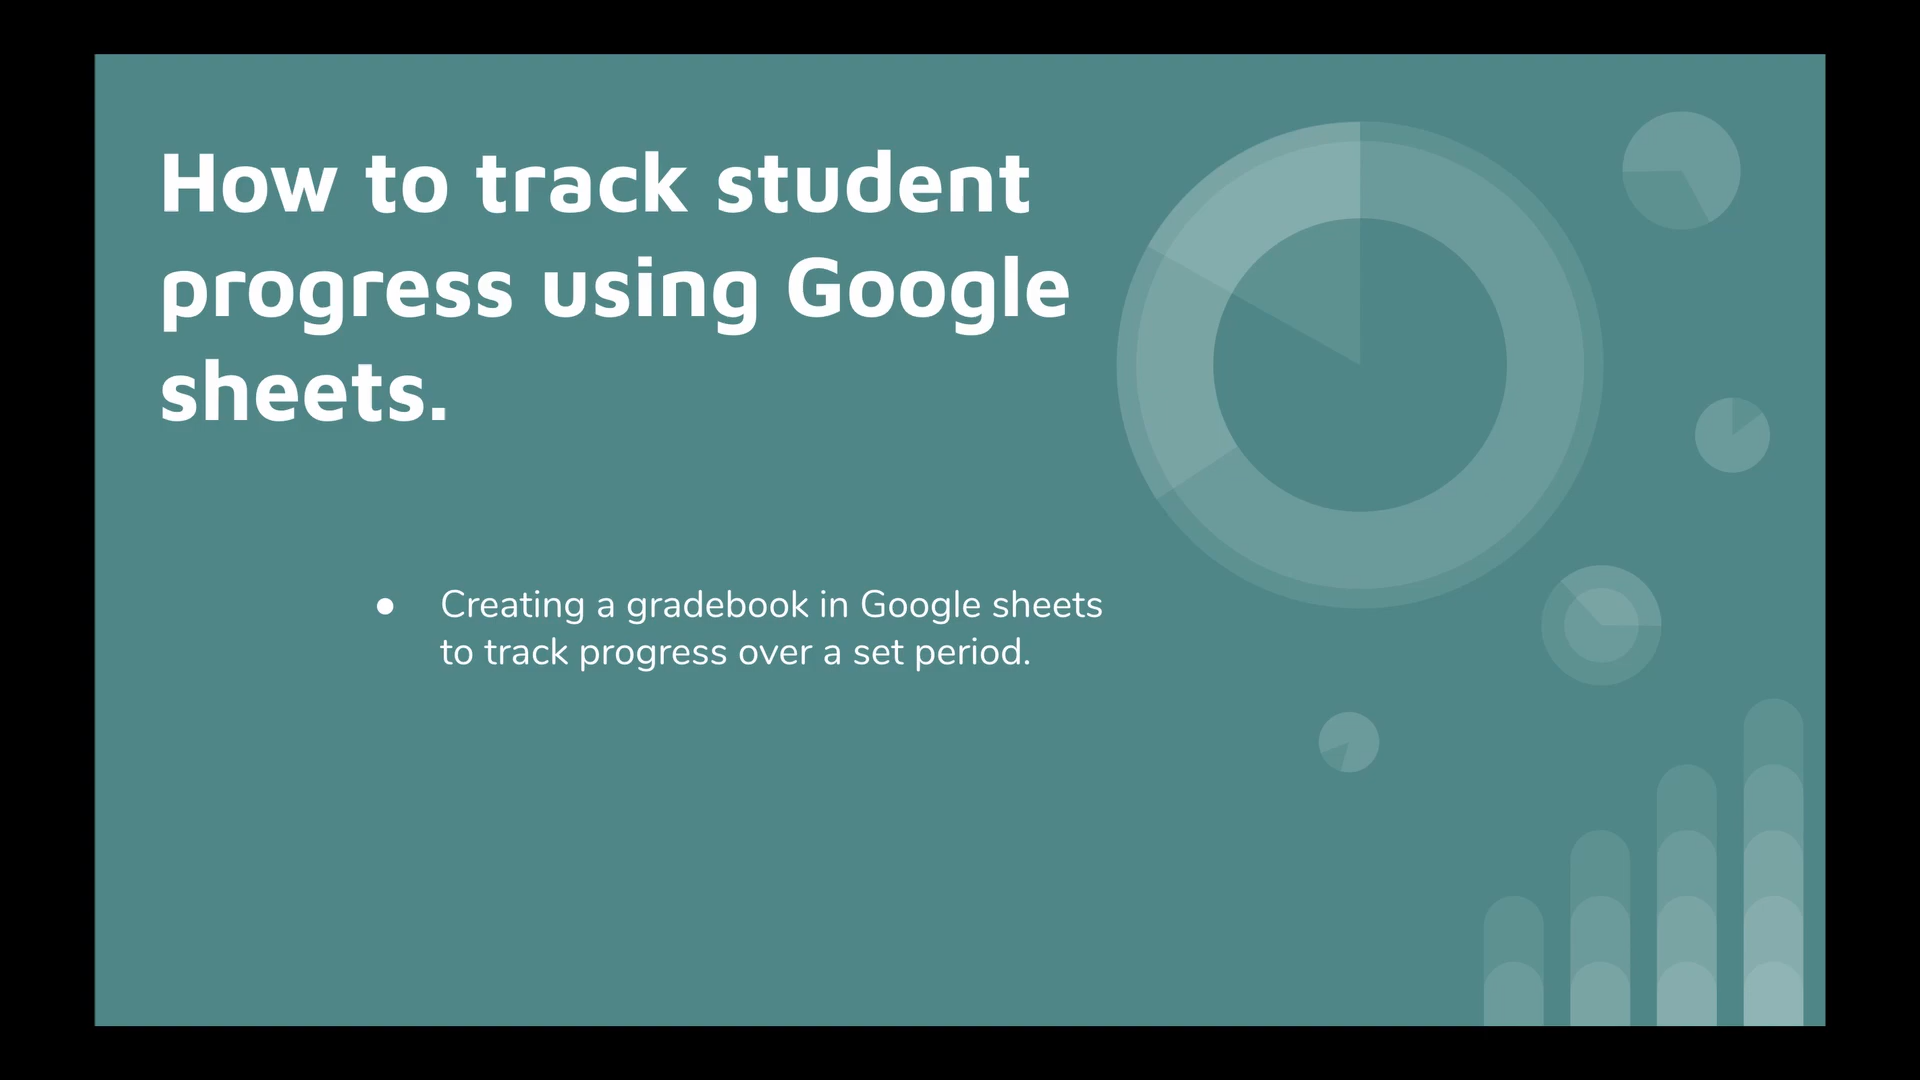 How to track student
progress using Google
sheets.
● Creating a gradebook in Google sheets
to track progress over a set period.